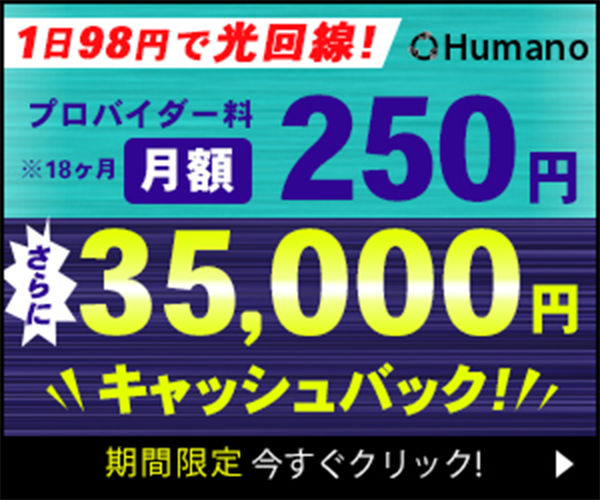 1日98円で光回線!
Humano
プロバイダー料
※18ヶ月 月額 250円
さらに
35,000円
キャッシュバック!!
期間限定 今すぐクリック!